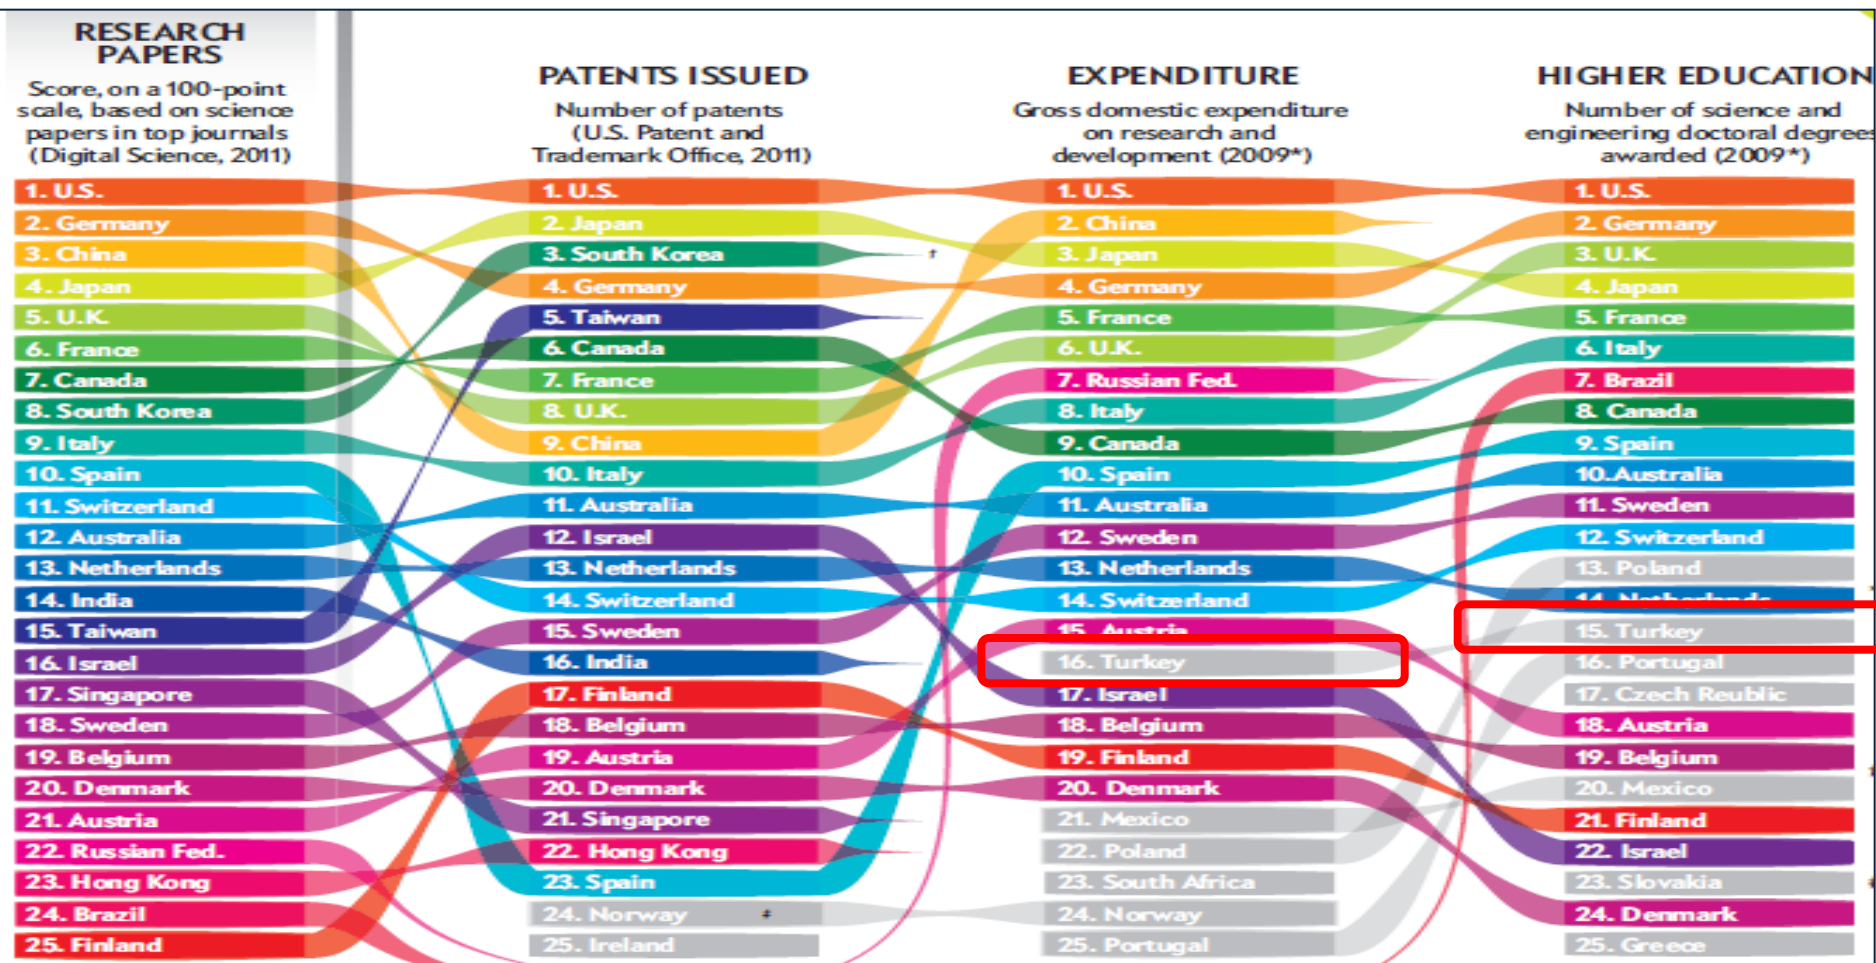 RESEARCH
PAPERS
Score, on a 100-point
scale, based on science
papers in top journals
(Digital Science, 2011)
1. U.S.
2. Germany
3. China
4. Japan
5. U.K.
6. France
7. Canada
8. South Korea
9. Italy
10. Spain
11. Switzerland
12. Australia
13. Netherlands
14. India
15. Taiwan
16. Israel
17. Singapore
18. Sweden
19. Belgium
20. Denmark
21. Austria
22. Russian Fed.
23. Hong Kong
24. Brazil
25. Finland
PATENTS ISSUED
Number of patents
(U.S. Patent and
Trademark Office, 2011)
1. U.S.
2. Japan
3. South Korea
4. Germany
5. Taiwan
6. Canada
7. France
8. U.K.
9. China
10. Italy
11. Australia
12. Israel
13. Netherlands
14. Switzerland
15. Sweden
16. India
17. Finland
18. Belgium
19. Austria
20. Denmark
21. Singapore
22. Hong Kong
23. Spain
24. Norway
25. Ireland
EXPENDITURE
Gross domestic expenditure
on research and
development (2009*)
1. U.S.
2. China
3. Japan
4. Germany
5. France
6. U.K.
7. Russian Fed.
8. Italy
9. Canada
10. Spain
11. Australia
12. Sweden
13. Netherlands
14. Switzerland
15. Austria
16. Turkey
17. Israel
18. Belgium
19. Finland
20. Denmark
21. Mexico
22. Poland
23. South Africa
24. Norway
25. Portugal
HIGHER EDUCATION
Number of science and
engineering doctoral degrees
awarded (2009*)
1. U.S.
2. Germany
3. U.K.
4. Japan
5. France
6. Italy
7. Brazil
8. Canada
9. Spain
10.Australia
11. Sweden
12. Switzerland
13. Poland
14. Netherlands
15. Turkey
16. Portugal
17. Czech Reublic
18. Austria
19. Belgium
20. Mexico
21. Finland
22. Israel
23. Slovakia
24. Denmark
25. Greece